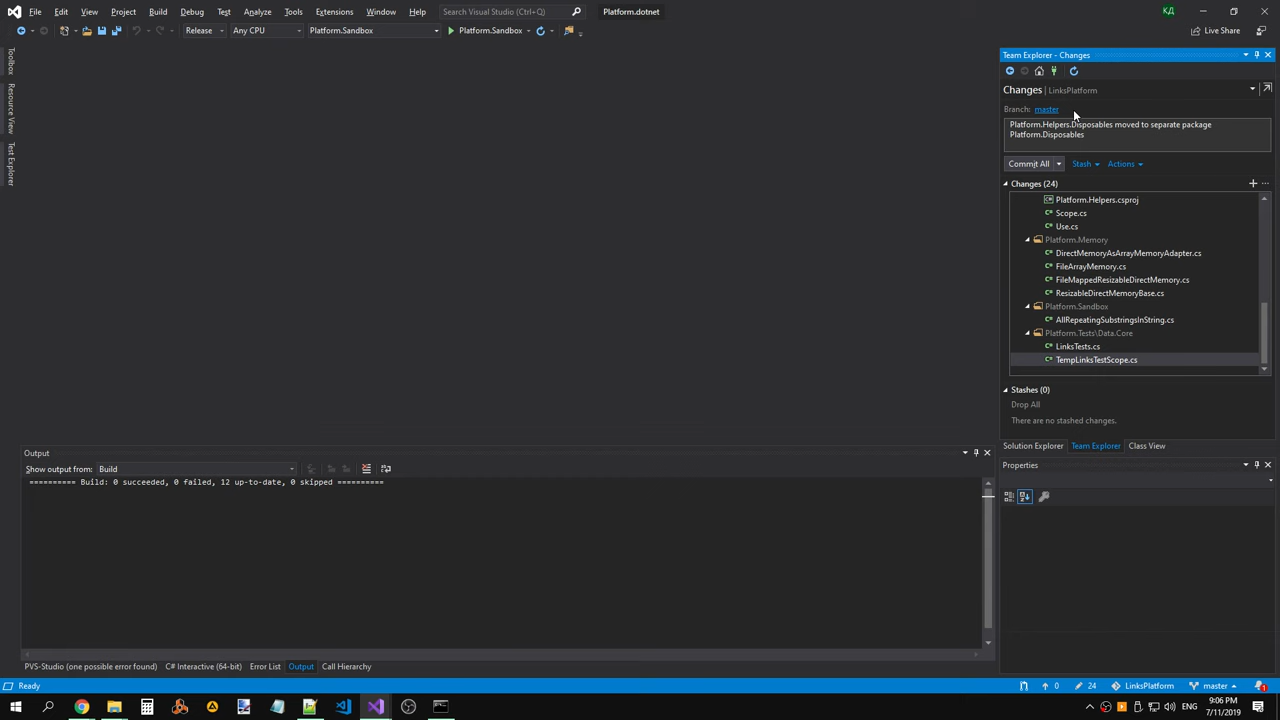 File Edit View Project Build Debug Test Analyze Tools Extensions Window Help Search Visual Studio (Ctrl+Q) Platform.dotnet КД
Release Any CPU Platform.Sandbox Platform.Sandbox Live Share
Toolbox
Resource View
Test Explorer
Team Explorer - Changes
Changes | LinksPlatform
Branch: master
Platform.Helpers.Disposables moved to separate package
Platform.Disposables
Commit All Stash Actions
Changes (24)
Platform.Helpers.csproj
Scope.cs
Use.cs
Platform.Memory
DirectMemoryAsArrayMemoryAdapter.cs
FileArrayMemory.cs
FileMappedResizableDirectMemory.cs
ResizableDirectMemoryBase.cs
Platform.Sandbox
AllRepeatingSubstringsInString.cs
Platform.Tests\Data.Core
LinksTests.cs
TempLinksTestScope.cs
Stashes (0)
Drop All
There are no stashed changes.
Solution Explorer Team Explorer Class View
Properties
Output
Show output from: Build
========== Build: 0 succeeded, 0 failed, 12 up-to-date, 0 skipped ==========
PVS-Studio (one possible error found) C# Interactive (64-bit) Error List Output Call Hierarchy
Ready 0 24 LinksPlatform master 1
ENG 9:06 PM
7/11/2019